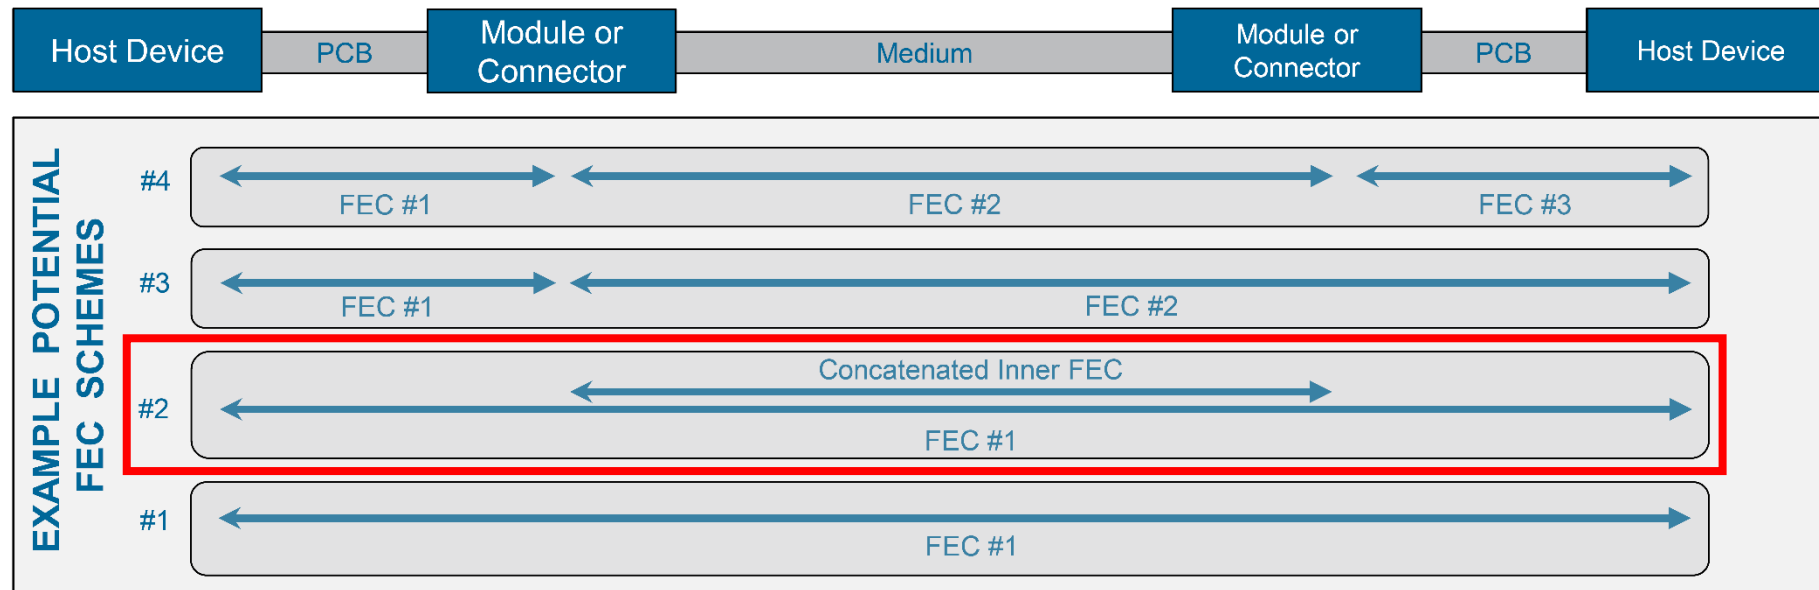 Host Device
PCB
Module or
Connector
Medium
Module or
Connector
PCB
Host Device
EXAMPLE POTENTIAL
FEC SCHEMES
#4
FEC #1
FEC #2
FEC #3
#3
FEC #1
FEC #2
#2
Concatenated Inner FEC
FEC #1
#1
FEC #1